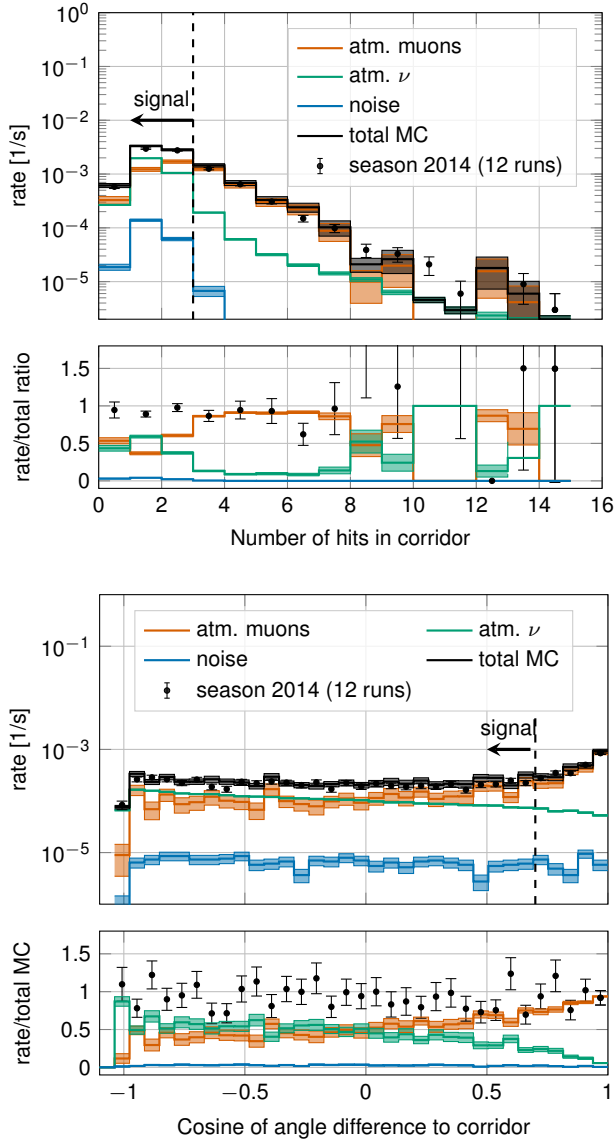 10⁰
10⁻¹
10⁻²
10⁻³
10⁻⁴
10⁻⁵
rate [1/s]
signal
atm. muons
atm. ν
noise
total MC
season 2014 (12 runs)
1.5
1
0.5
0
rate/total ratio
0 2 4 6 8 10 12 14 16
Number of hits in corridor
10⁻¹
10⁻³
10⁻⁵
rate [1/s]
atm. muons atm. ν
noise total MC
season 2014 (12 runs)
signal
1.5
1
0.5
0
rate/total MC
−1 −0.5 0 0.5 1
Cosine of angle difference to corridor